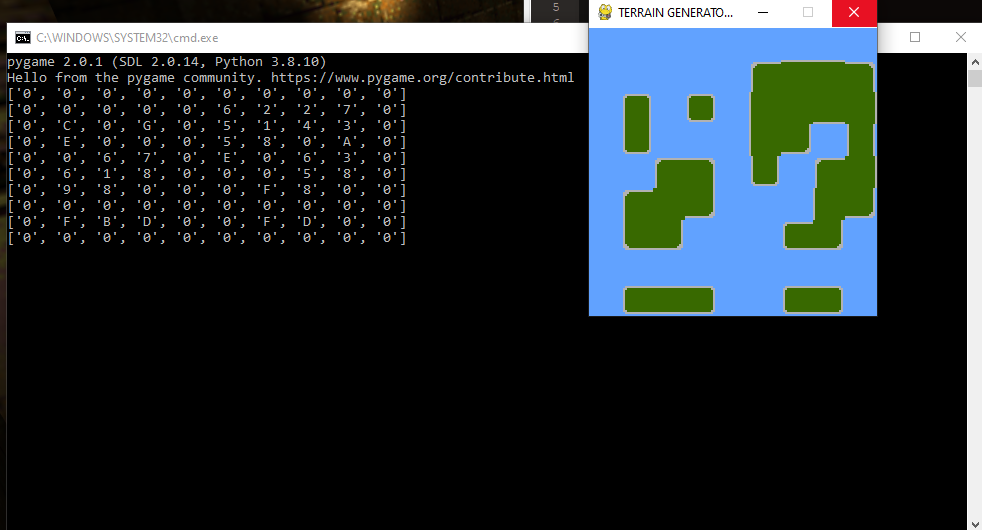 5
6
TERRAIN GENERATO...
C:\WINDOWS\SYSTEM32\cmd.exe
pygame 2.0.1 (SDL 2.0.14, Python 3.8.10)
Hello from the pygame community. https://www.pygame.org/contribute.html
['0', '0', '0', '0', '0', '0', '0', '0', '0', '0']
['0', '0', '0', '0', '0', '6', '2', '2', '7', '0']
['0', 'C', '0', 'G', '0', '5', '1', '4', '3', '0']
['0', 'E', '0', '0', '0', '5', '8', '0', 'A', '0']
['0', '0', '6', '7', '0', 'E', '0', '6', '3', '0']
['0', '6', '1', '8', '0', '0', '0', '5', '8', '0']
['0', '9', '8', '0', '0', '0', 'F', '8', '0', '0']
['0', '0', '0', '0', '0', '0', '0', '0', '0', '0']
['0', 'F', 'B', 'D', '0', '0', 'F', 'D', '0', '0']
['0', '0', '0', '0', '0', '0', '0', '0', '0', '0']